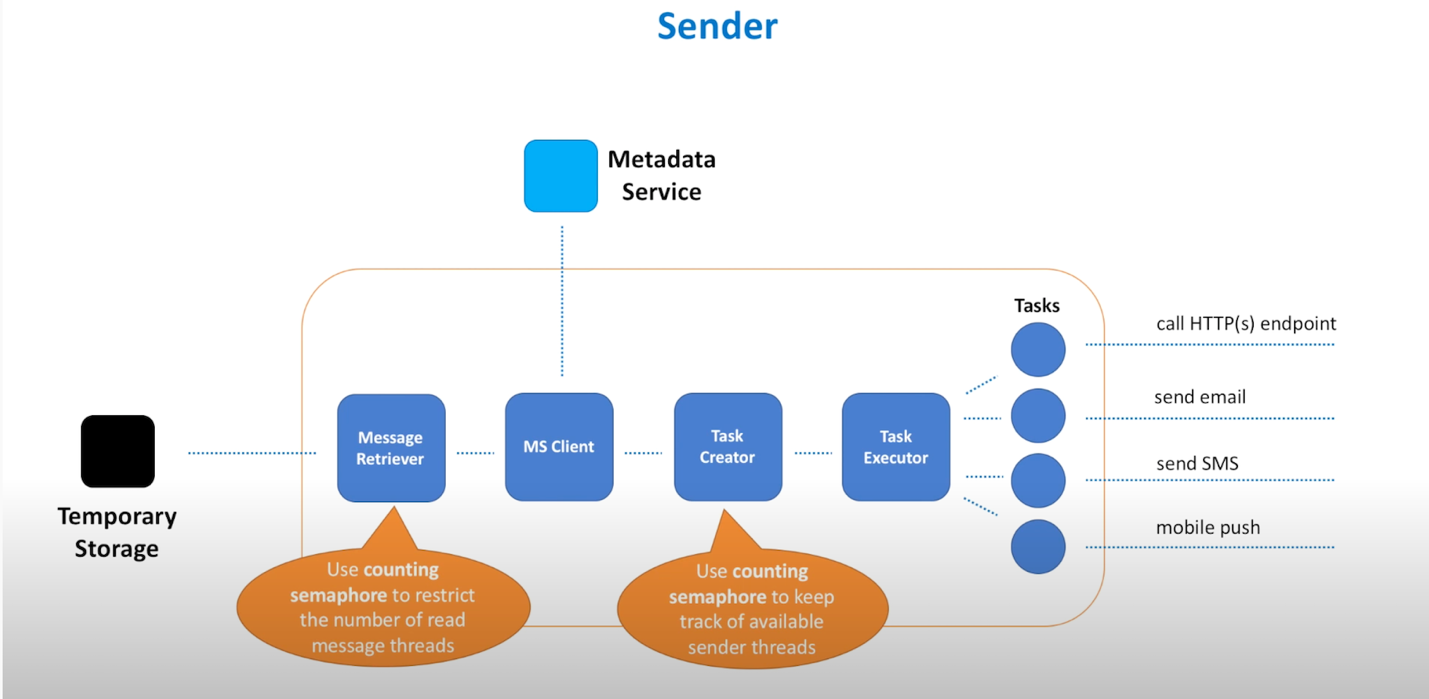 Sender
Metadata
Service
Tasks
call HTTP(s) endpoint
send email
send SMS
mobile push
Message
Retriever
MS Client
Task
Creator
Task
Executor
Temporary
Storage
Use counting
semaphore to restrict
the number of read
message threads
Use counting
semaphore to keep
track of available
sender threads